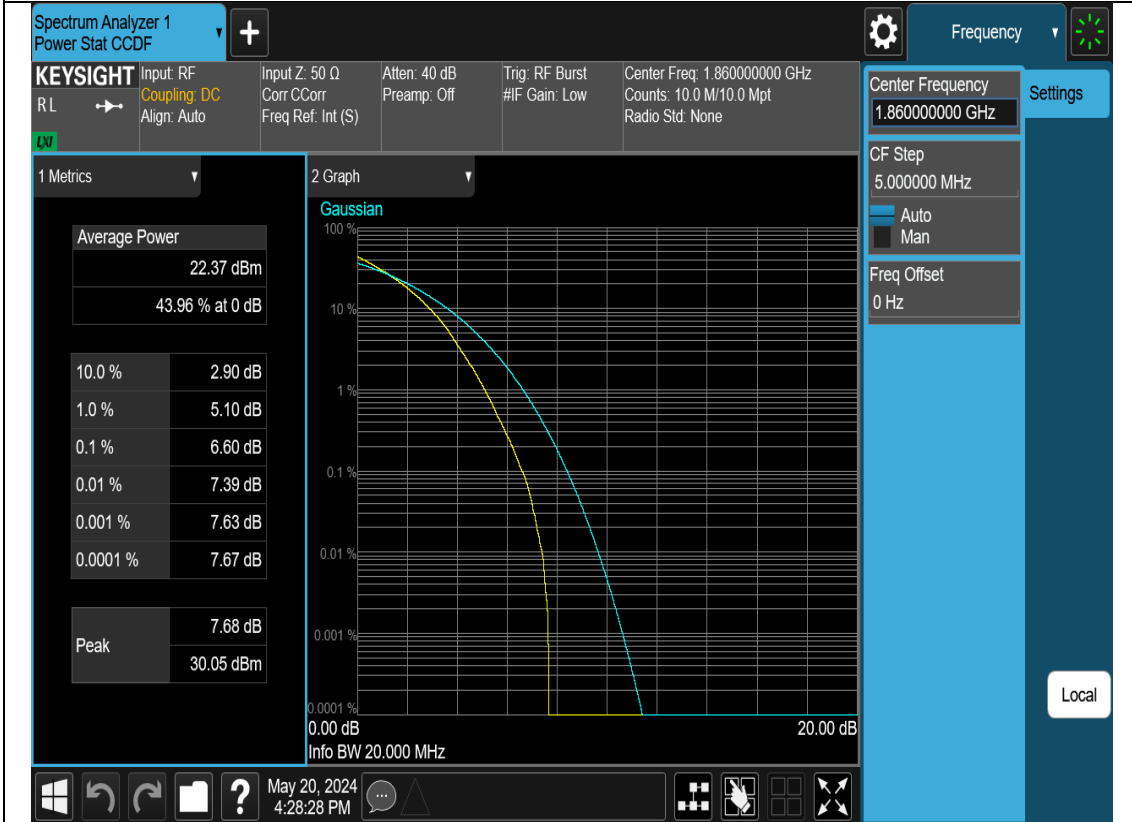 Spectrum Analyzer 1
Power Stat CCDF
+
Frequency
KEYSIGHT
RL
LXI
Input: RF
Coupling: DC
Align: Auto
Input Z: 50 Ω
Corr CCorr
Freq Ref: Int (S)
Atten: 40 dB
Preamp: Off
Trig: RF Burst
#IF Gain: Low
Center Freq: 1.860000000 GHz
Counts: 10.0 M/10.0 Mpt
Radio Std: None
Center Frequency
1.860000000 GHz
Settings
CF Step
5.000000 MHz
Auto
Man
Freq Offset
0 Hz
Local
1 Metrics
Average Power
22.37 dBm
43.96 % at 0 dB
10.0 % 2.90 dB
1.0 % 5.10 dB
0.1 % 6.60 dB
0.01 % 7.39 dB
0.001 % 7.63 dB
0.0001 % 7.67 dB
Peak
7.68 dB
30.05 dBm
2 Graph
Gaussian
100 %
10 %
1 %
0.1 %
0.01 %
0.001 %
0.0001 %
0.00 dB 20.00 dB
Info BW 20.000 MHz
?
May 20, 2024
4:28:28 PM